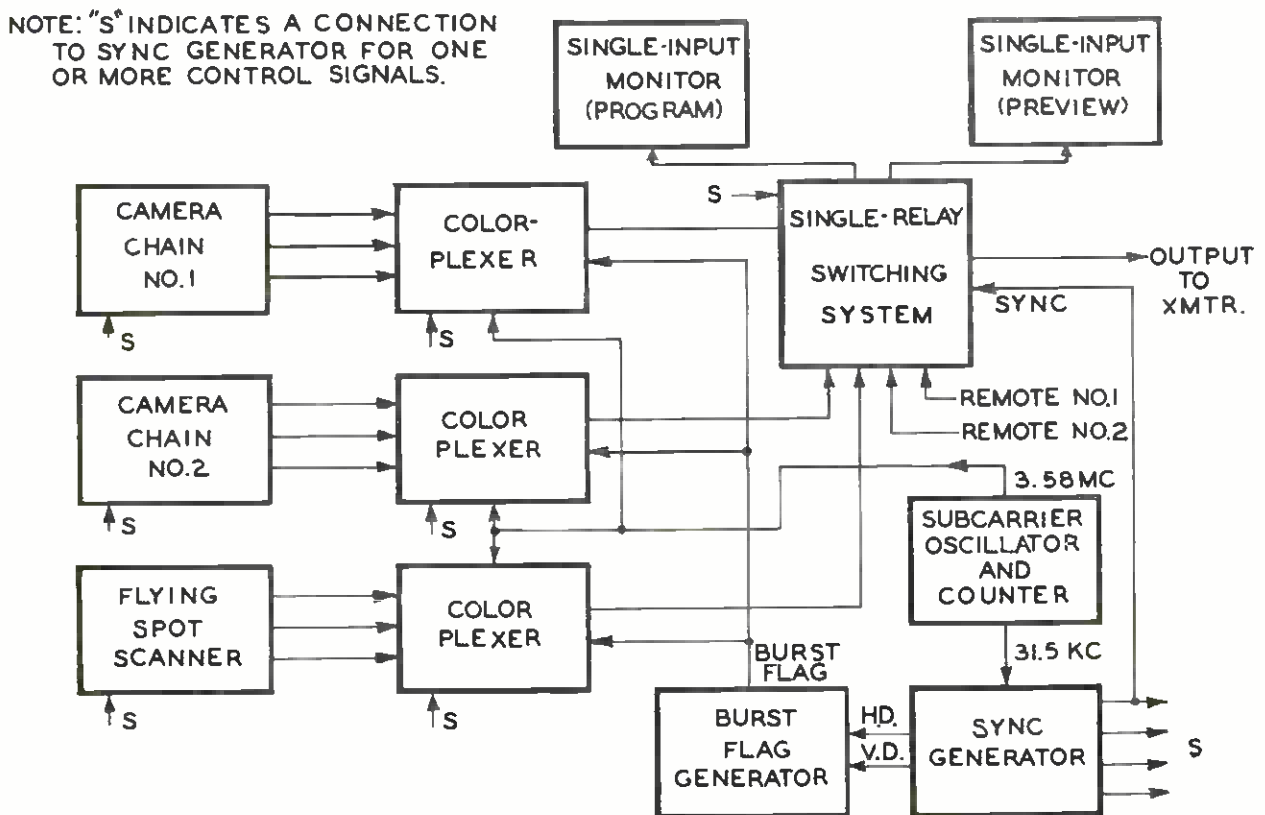 NOTE: "S" INDICATES A CONNECTION
TO SYNC GENERATOR FOR ONE
OR MORE CONTROL SIGNALS.
SINGLE-INPUT
MONITOR
(PROGRAM)
SINGLE-INPUT
MONITOR
(PREVIEW)
CAMERA
CHAIN
NO.1
S
COLOR-
PLEXER
S
S
SINGLE-RELAY
SWITCHING
SYSTEM
OUTPUT
TO
XMTR.
SYNC
CAMERA
CHAIN
NO.2
S
COLOR
PLEXER
S
REMOTE NO.1
REMOTE NO.2
3.58 MC
SUBCARRIER
OSCILLATOR
AND
COUNTER
31.5 KC
FLYING
SPOT
SCANNER
S
COLOR
PLEXER
S
BURST
FLAG
BURST
FLAG
GENERATOR
H.D.
V.D.
SYNC
GENERATOR
S